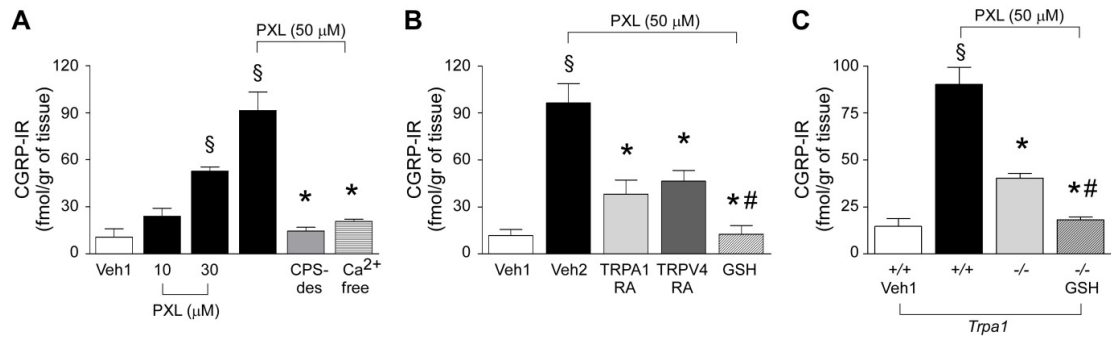 A
PXL (50 μM)
CGRP-IR
(fmol/gr of tissue)
120
90
60
30
0
§
§
*
*
Veh1
10
30
CPS-
des
Ca2+
free
PXL (μM)
B
PXL (50 μM)
CGRP-IR
(fmol/gr of tissue)
120
90
60
30
0
§
*
*
*#
Veh1
Veh2
TRPA1
RA
TRPV4
RA
GSH
C
PXL (50 μM)
CGRP-IR
(fmol/gr of tissue)
100
75
50
25
0
§
*
*#
+/+
Veh1
+/+
-/-
-/-
GSH
Trpa1